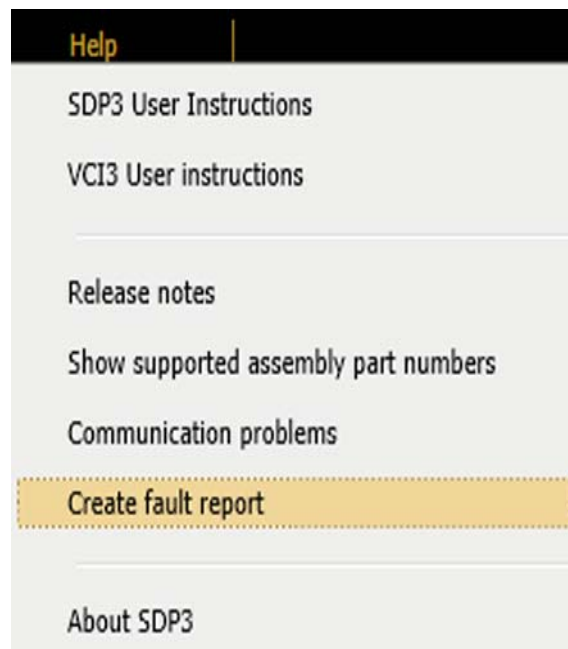 Help
SDP3 User Instructions
VCI3 User instructions
Release notes
Show supported assembly part numbers
Communication problems
Create fault report
About SDP3